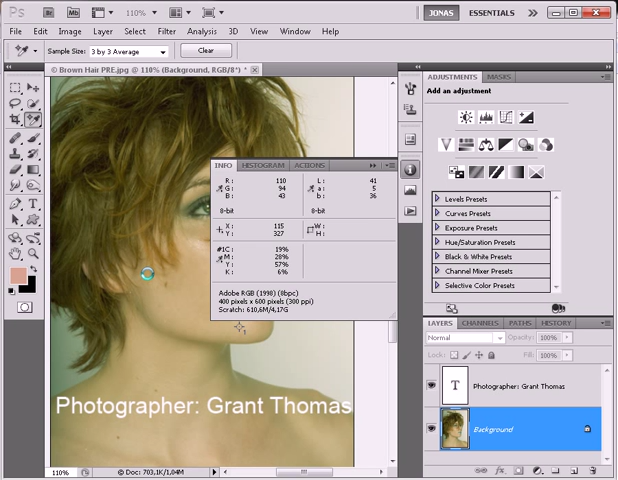 Ps Br Mb 110% JONAS ESSENTIALS
File Edit Image Layer Select Filter Analysis 3D View Window Help
Sample Size: 3 by 3 Average Clear
© Brown Hair PRE.jpg @ 110% (Background, RGB/8*) *
ADJUSTMENTS MASKS
Add an adjustment
INFO HISTOGRAM ACTIONS
R: 110 L: 41
G: 94 a: 5
B: 43 b: 36
8-bit 8-bit
X: 115 W:
Y: 327 H:
#1C: 19%
M: 28%
Y: 57%
K: 6%
Adobe RGB (1998) (8bpc)
400 pixels x 600 pixels (300 ppi)
Scratch: 610,6M/4,17G
Levels Presets
Curves Presets
Exposure Presets
Hue/Saturation Presets
Black & White Presets
Channel Mixer Presets
Selective Color Presets
LAYERS CHANNELS PATHS HISTORY
Normal Opacity: 100%
Lock: Fill: 100%
T Photographer: Grant Thomas
Background
Photographer: Grant Thomas
110% Doc: 703,1K/1,04M